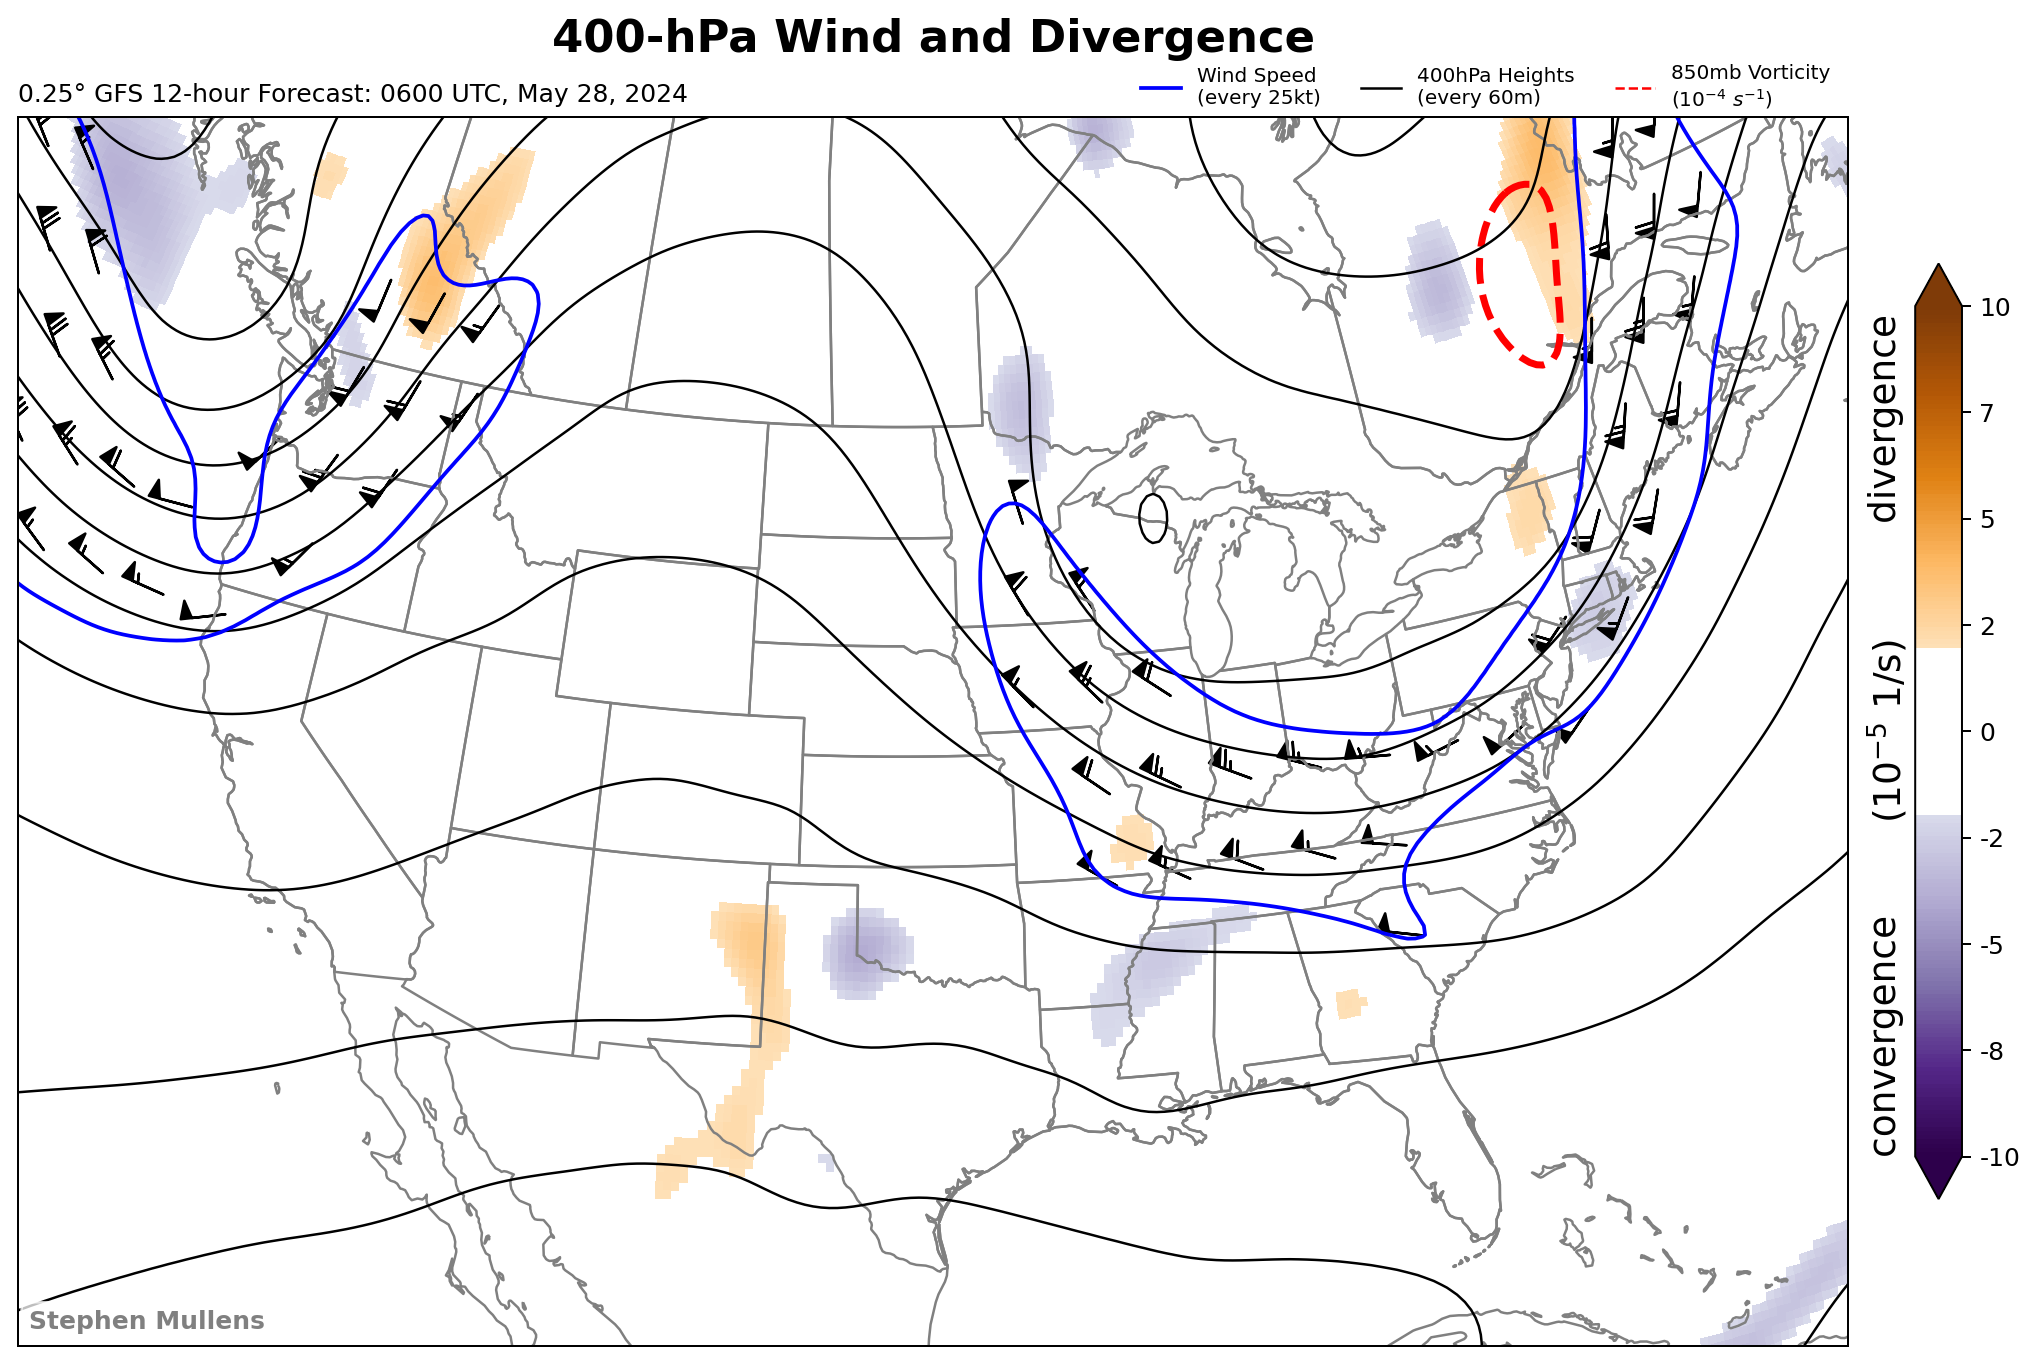 400-hPa Wind and Divergence
0.25° GFS 12-hour Forecast: 0600 UTC, May 28, 2024
Wind Speed
(every 25kt)
400hPa Heights
(every 60m)
850mb Vorticity
(10⁻⁴ s⁻¹)
10
7
5
2
0
-2
-5
-8
-10
convergence (10⁻⁵ 1/s) divergence
Stephen Mullens